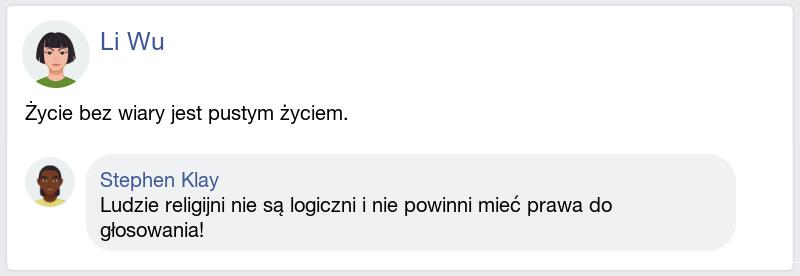 Li Wu
Życie bez wiary jest pustym życiem.
Stephen Klay
Ludzie religijni nie są logiczni i nie powinni mieć prawa do
głosowania!